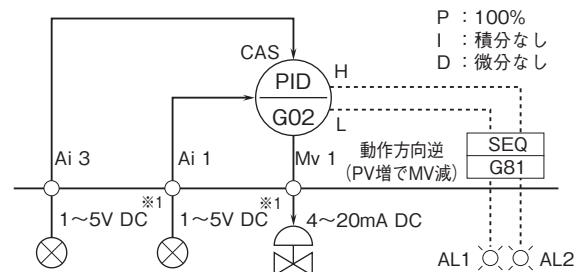 P：100%
I：積分なし
D：微分なし
CAS
PID
G02
H
L
Ai 3
Ai 1
Mv 1
動作方向逆
（PV増でMV減）
SEQ
G81
※1
※1
1～5V DC
1～5V DC
4～20mA DC
AL1
AL2